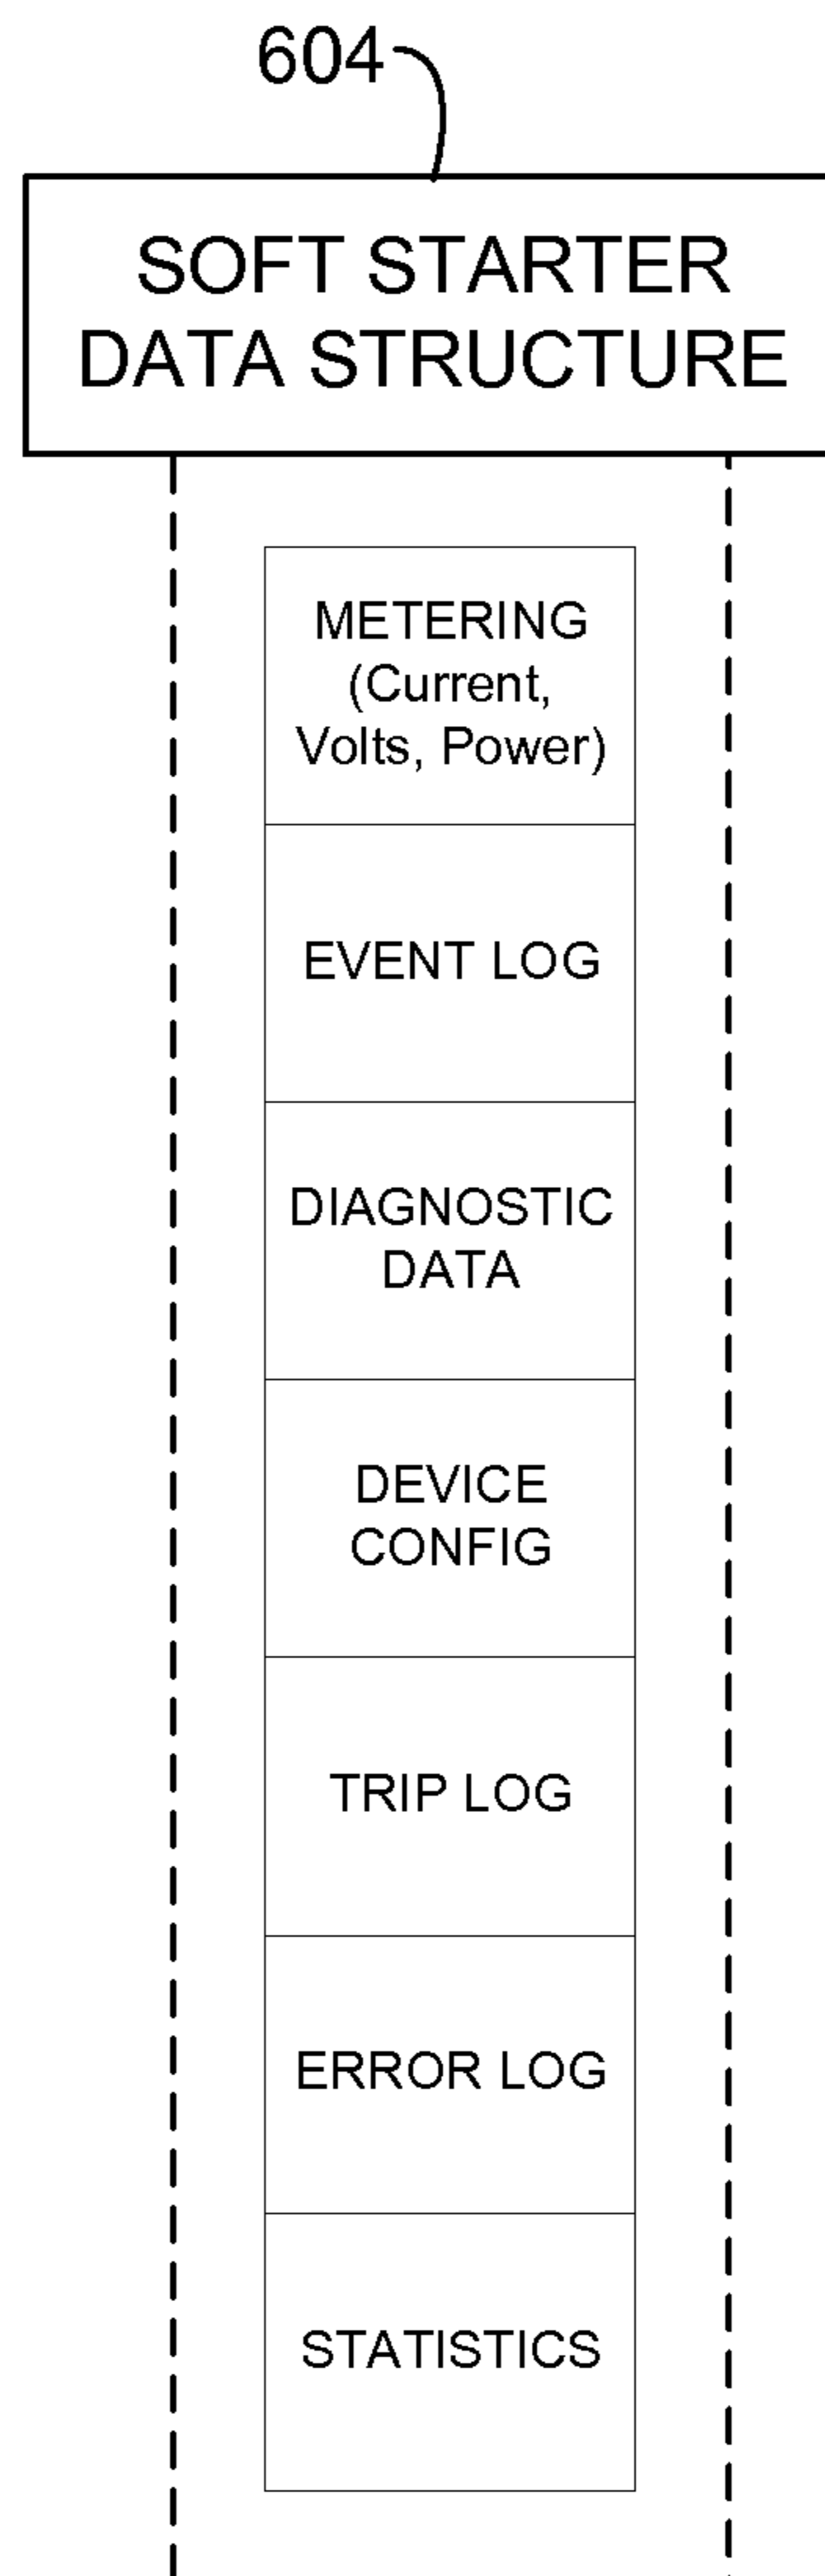 604
SOFT STARTER
DATA STRUCTURE
METERING
(Current,
Volts, Power)
EVENT LOG
DIAGNOSTIC
DATA
DEVICE
CONFIG
TRIP LOG
ERROR LOG
STATISTICS